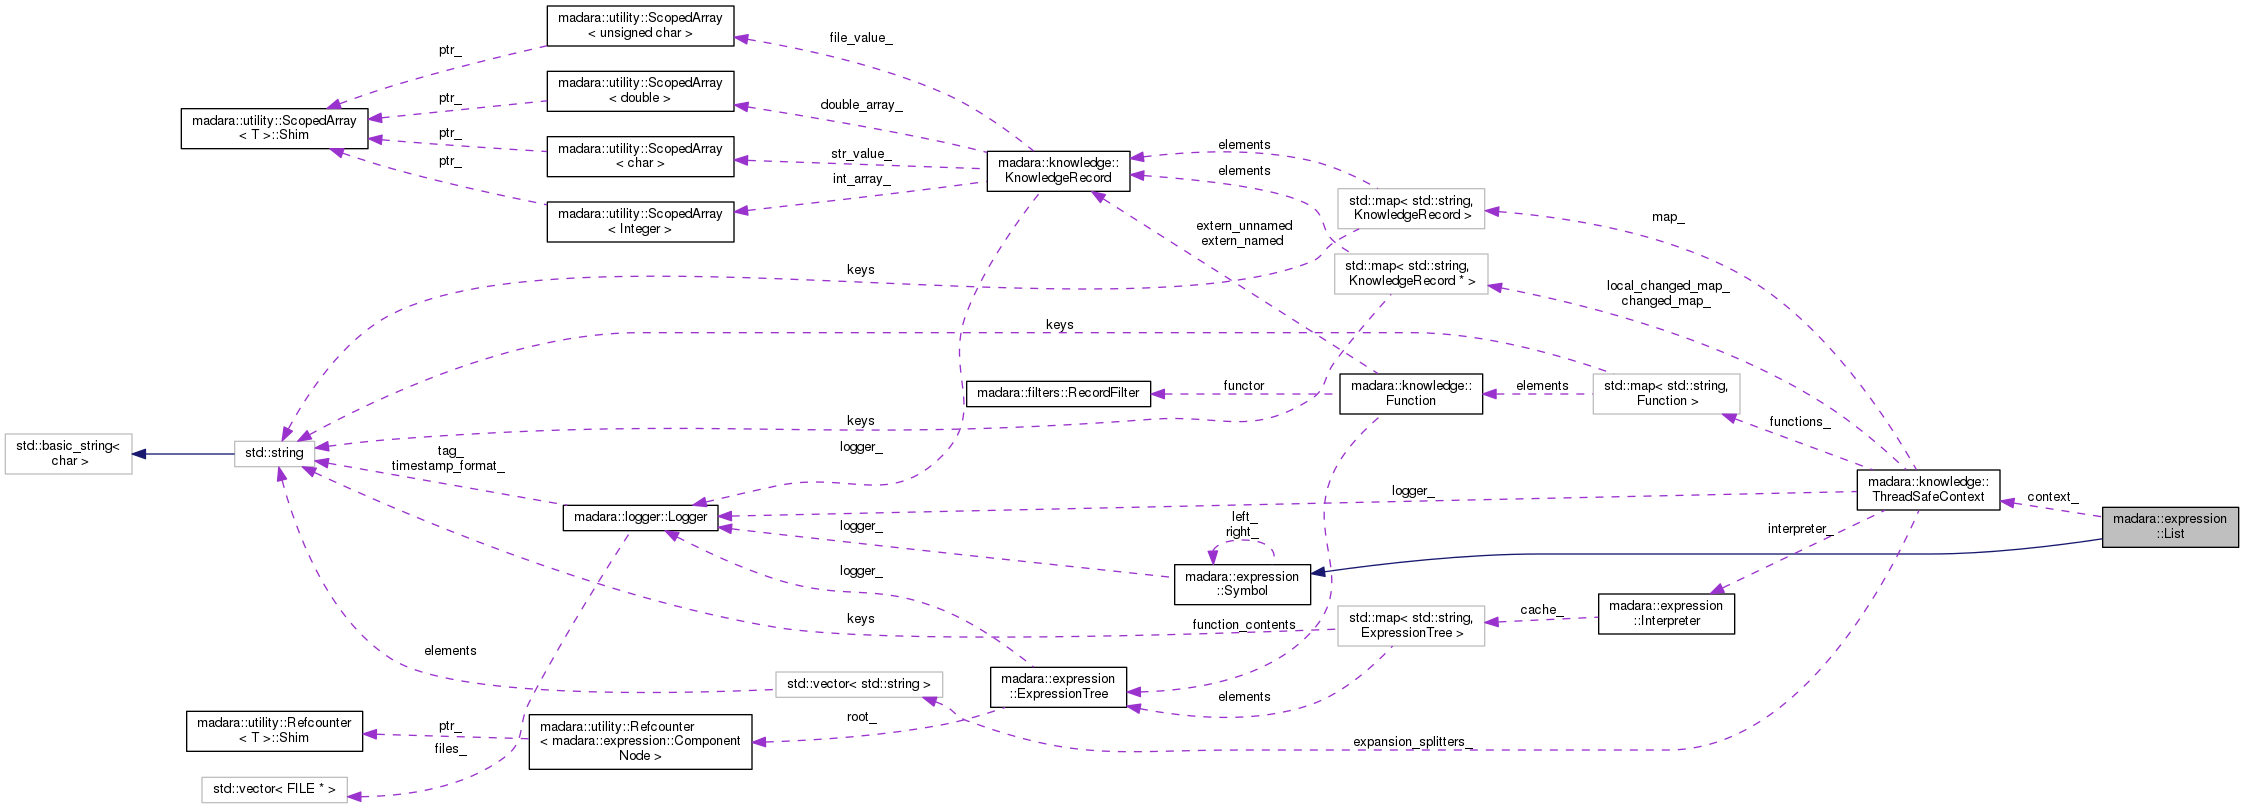 madara::utility::ScopedArray
< unsigned char >
file_value_
ptr_
madara::utility::ScopedArray
< double >
ptr_
double_array_
madara::utility::ScopedArray
< T >::Shim
ptr_
madara::utility::ScopedArray
< char >
str_value_
elements
ptr_
madara::knowledge::
KnowledgeRecord
elements
int_array_
madara::utility::ScopedArray
< Integer >
std::map< std::string,
KnowledgeRecord >
map_
extern_unnamed
extern_named
keys
std::map< std::string,
KnowledgeRecord * >
local_changed_map_
changed_map_
keys
madara::filters::RecordFilter
functor
madara::knowledge::
Function
elements
std::map< std::string,
Function >
keys
functions_
std::basic_string<
char >
std::string
tag_
timestamp_format_
logger_
madara::knowledge::
ThreadSafeContext
context_
madara::expression
::List
logger_
madara::logger::Logger
logger_
left_
right_
interpreter_
logger_
madara::expression
::Symbol
madara::expression
::Interpreter
cache_
std::map< std::string,
ExpressionTree >
keys
function_contents_
elements
std::vector< std::string >
madara::expression
::ExpressionTree
elements
madara::utility::Refcounter
< T >::Shim
ptr_
madara::utility::Refcounter
< madara::expression::Component
Node >
root_
expansion_splitters_
files_
std::vector< FILE * >